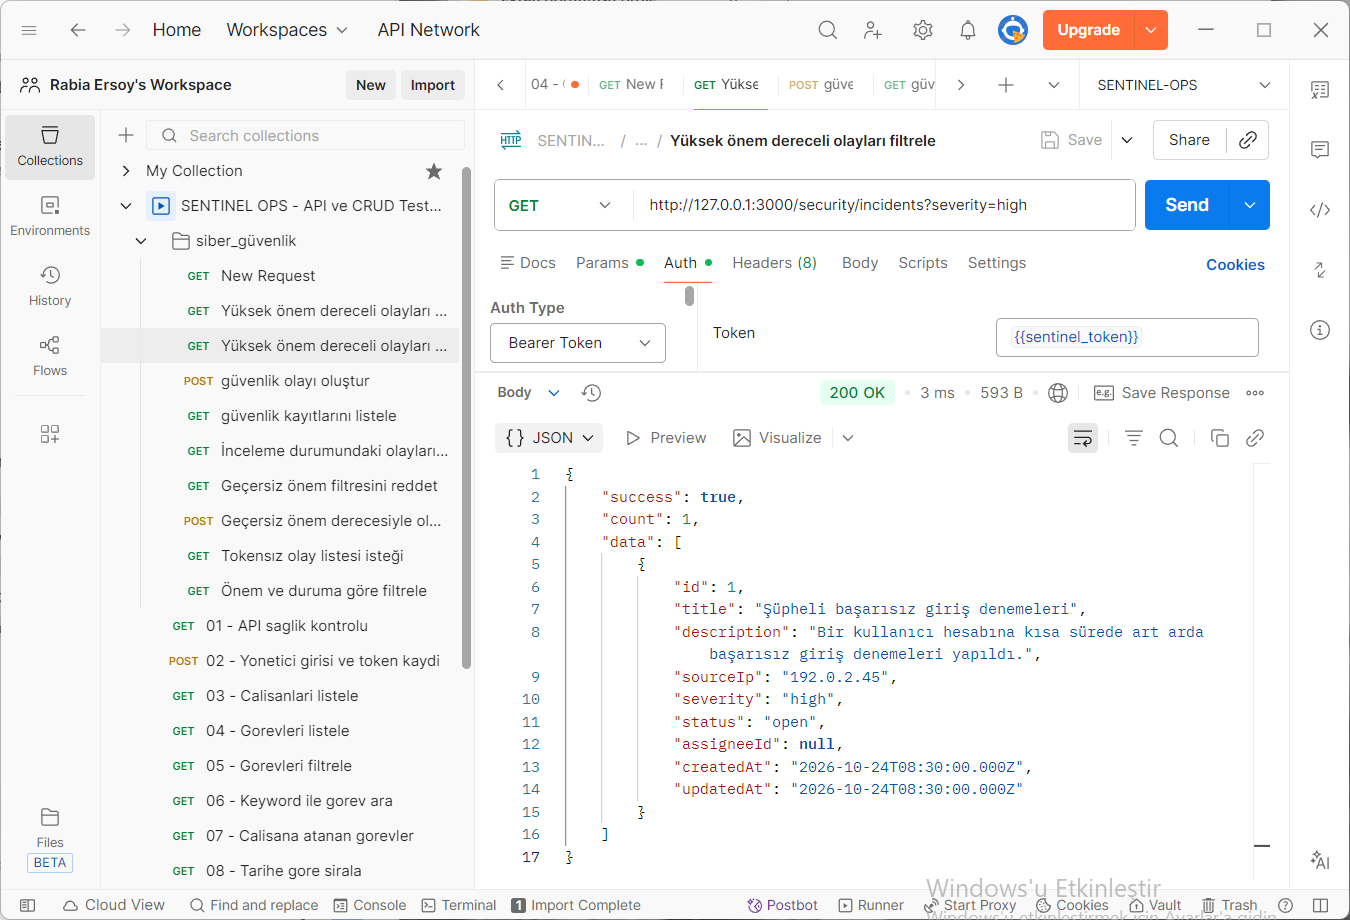 Home
Workspaces
API Network
Upgrade
Rabia Ersoy's Workspace
New
Import
04 -
GET New
GET Yükse
POST güve
GET güv
SENTINEL-OPS
Collections
Environments
History
Flows
Files
BETA
Search collections
My Collection
SENTINEL OPS - API ve CRUD Test...
siber_güvenlik
GET New Request
GET Yüksek önem dereceli olayları ...
GET Yüksek önem dereceli olayları ...
POST güvenlik olayı oluştur
GET güvenlik kayıtlarını listele
GET İnceleme durumundaki olayları...
GET Geçersiz önem filtresini reddet
POST Geçersiz önem derecesiyle ol...
GET Tokensız olay listesi isteği
GET Önem ve duruma göre filtrele
GET 01 - API saglik kontrolu
POST 02 - Yonetici girisi ve token kaydi
GET 03 - Calisanlari listele
GET 04 - Gorevleri listele
GET 05 - Gorevleri filtrele
GET 06 - Keyword ile gorev ara
GET 07 - Calisana atanan gorevler
GET 08 - Tarihe gore sirala
HTTP SENTIN... / ... / Yüksek önem dereceli olayları filtrele
Save
Share
GET
http://127.0.0.1:3000/security/incidents?severity=high
Send
Docs Params Auth Headers (8) Body Scripts Settings
Cookies
Auth Type
Bearer Token
Token
{{sentinel_token}}
Body
200 OK • 3 ms • 593 B
e.g. Save Response
{} JSON
Preview
Visualize
1 {
2 "success": true,
3 "count": 1,
4 "data": [
5 {
6 "id": 1,
7 "title": "Şüpheli başarısız giriş denemeleri",
8 "description": "Bir kullanıcı hesabına kısa sürede art arda
başarısız giriş denemeleri yapıldı.",
9 "sourceIp": "192.0.2.45",
10 "severity": "high",
11 "status": "open",
12 "assigneeId": null,
13 "createdAt": "2026-10-24T08:30:00.000Z",
14 "updatedAt": "2026-10-24T08:30:00.000Z"
15 }
16 ]
17 }
AI
Windows'u Etkinleştir
Cloud View
Find and replace
Console
Terminal
1 Import Complete
Postbot
Runner
Start Proxy
Cookies
Vault
Trash